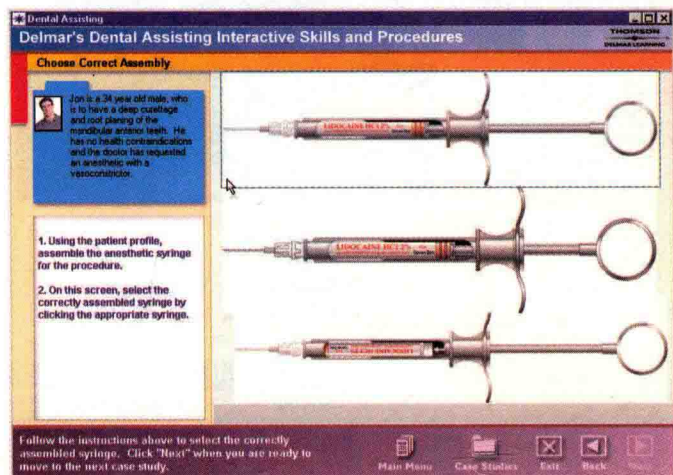 Dental Assisting
Delmar's Dental Assisting Interactive Skills and Procedures
THOMSON
DELMAR LEARNING
Choose Correct Assembly
Jon is a 34 year old male, who
is to have a deep curettage
and root planing of the
mandibular anterior teeth. He
has no health contraindications
and the doctor has requested
an anesthetic with a
vasoconstrictor.
1. Using the patient profile,
assemble the anesthetic syringe
for the procedure.
2. On this screen, select the
correctly assembled syringe by
clicking the appropriate syringe.
LIDOCAINE HCl 2%
LIDOCAINE HCl 2%
Follow the instructions above to select the correctly
assembled syringe. Click "Next" when you are ready to
move to the next case study.
Main Menu
Case Studies
Exit
Back
Next